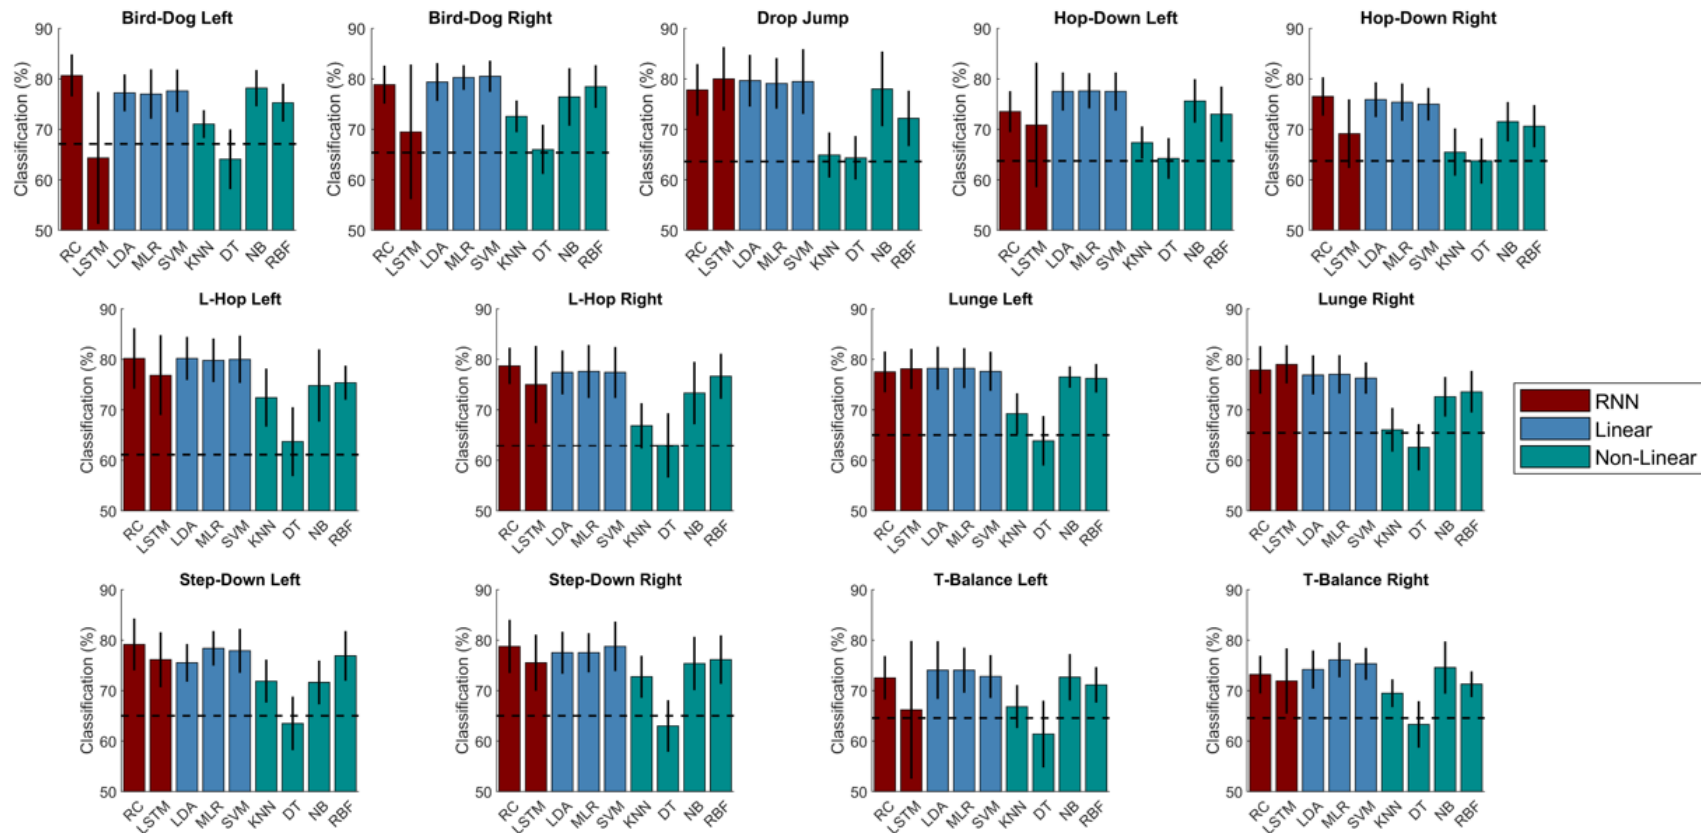 Bird-Dog Left
Classification (%)
90
80
70
60
50
RC LSTM LDA MLR SVM KNN DT NB RBF
Bird-Dog Right
Classification (%)
90
80
70
60
50
RC LSTM LDA MLR SVM KNN DT NB RBF
Drop Jump
Classification (%)
90
80
70
60
50
RC LSTM LDA MLR SVM KNN DT NB RBF
Hop-Down Left
Classification (%)
90
80
70
60
50
RC LSTM LDA MLR SVM KNN DT NB RBF
Hop-Down Right
Classification (%)
90
80
70
60
50
RC LSTM LDA MLR SVM KNN DT NB RBF
L-Hop Left
Classification (%)
90
80
70
60
50
RC LSTM LDA MLR SVM KNN DT NB RBF
L-Hop Right
Classification (%)
90
80
70
60
50
RC LSTM LDA MLR SVM KNN DT NB RBF
Lunge Left
Classification (%)
90
80
70
60
50
RC LSTM LDA MLR SVM KNN DT NB RBF
Lunge Right
Classification (%)
90
80
70
60
50
RC LSTM LDA MLR SVM KNN DT NB RBF
RNN
Linear
Non-Linear
Step-Down Left
Classification (%)
90
80
70
60
50
RC LSTM LDA MLR SVM KNN DT NB RBF
Step-Down Right
Classification (%)
90
80
70
60
50
RC LSTM LDA MLR SVM KNN DT NB RBF
T-Balance Left
Classification (%)
90
80
70
60
50
RC LSTM LDA MLR SVM KNN DT NB RBF
T-Balance Right
Classification (%)
90
80
70
60
50
RC LSTM LDA MLR SVM KNN DT NB RBF